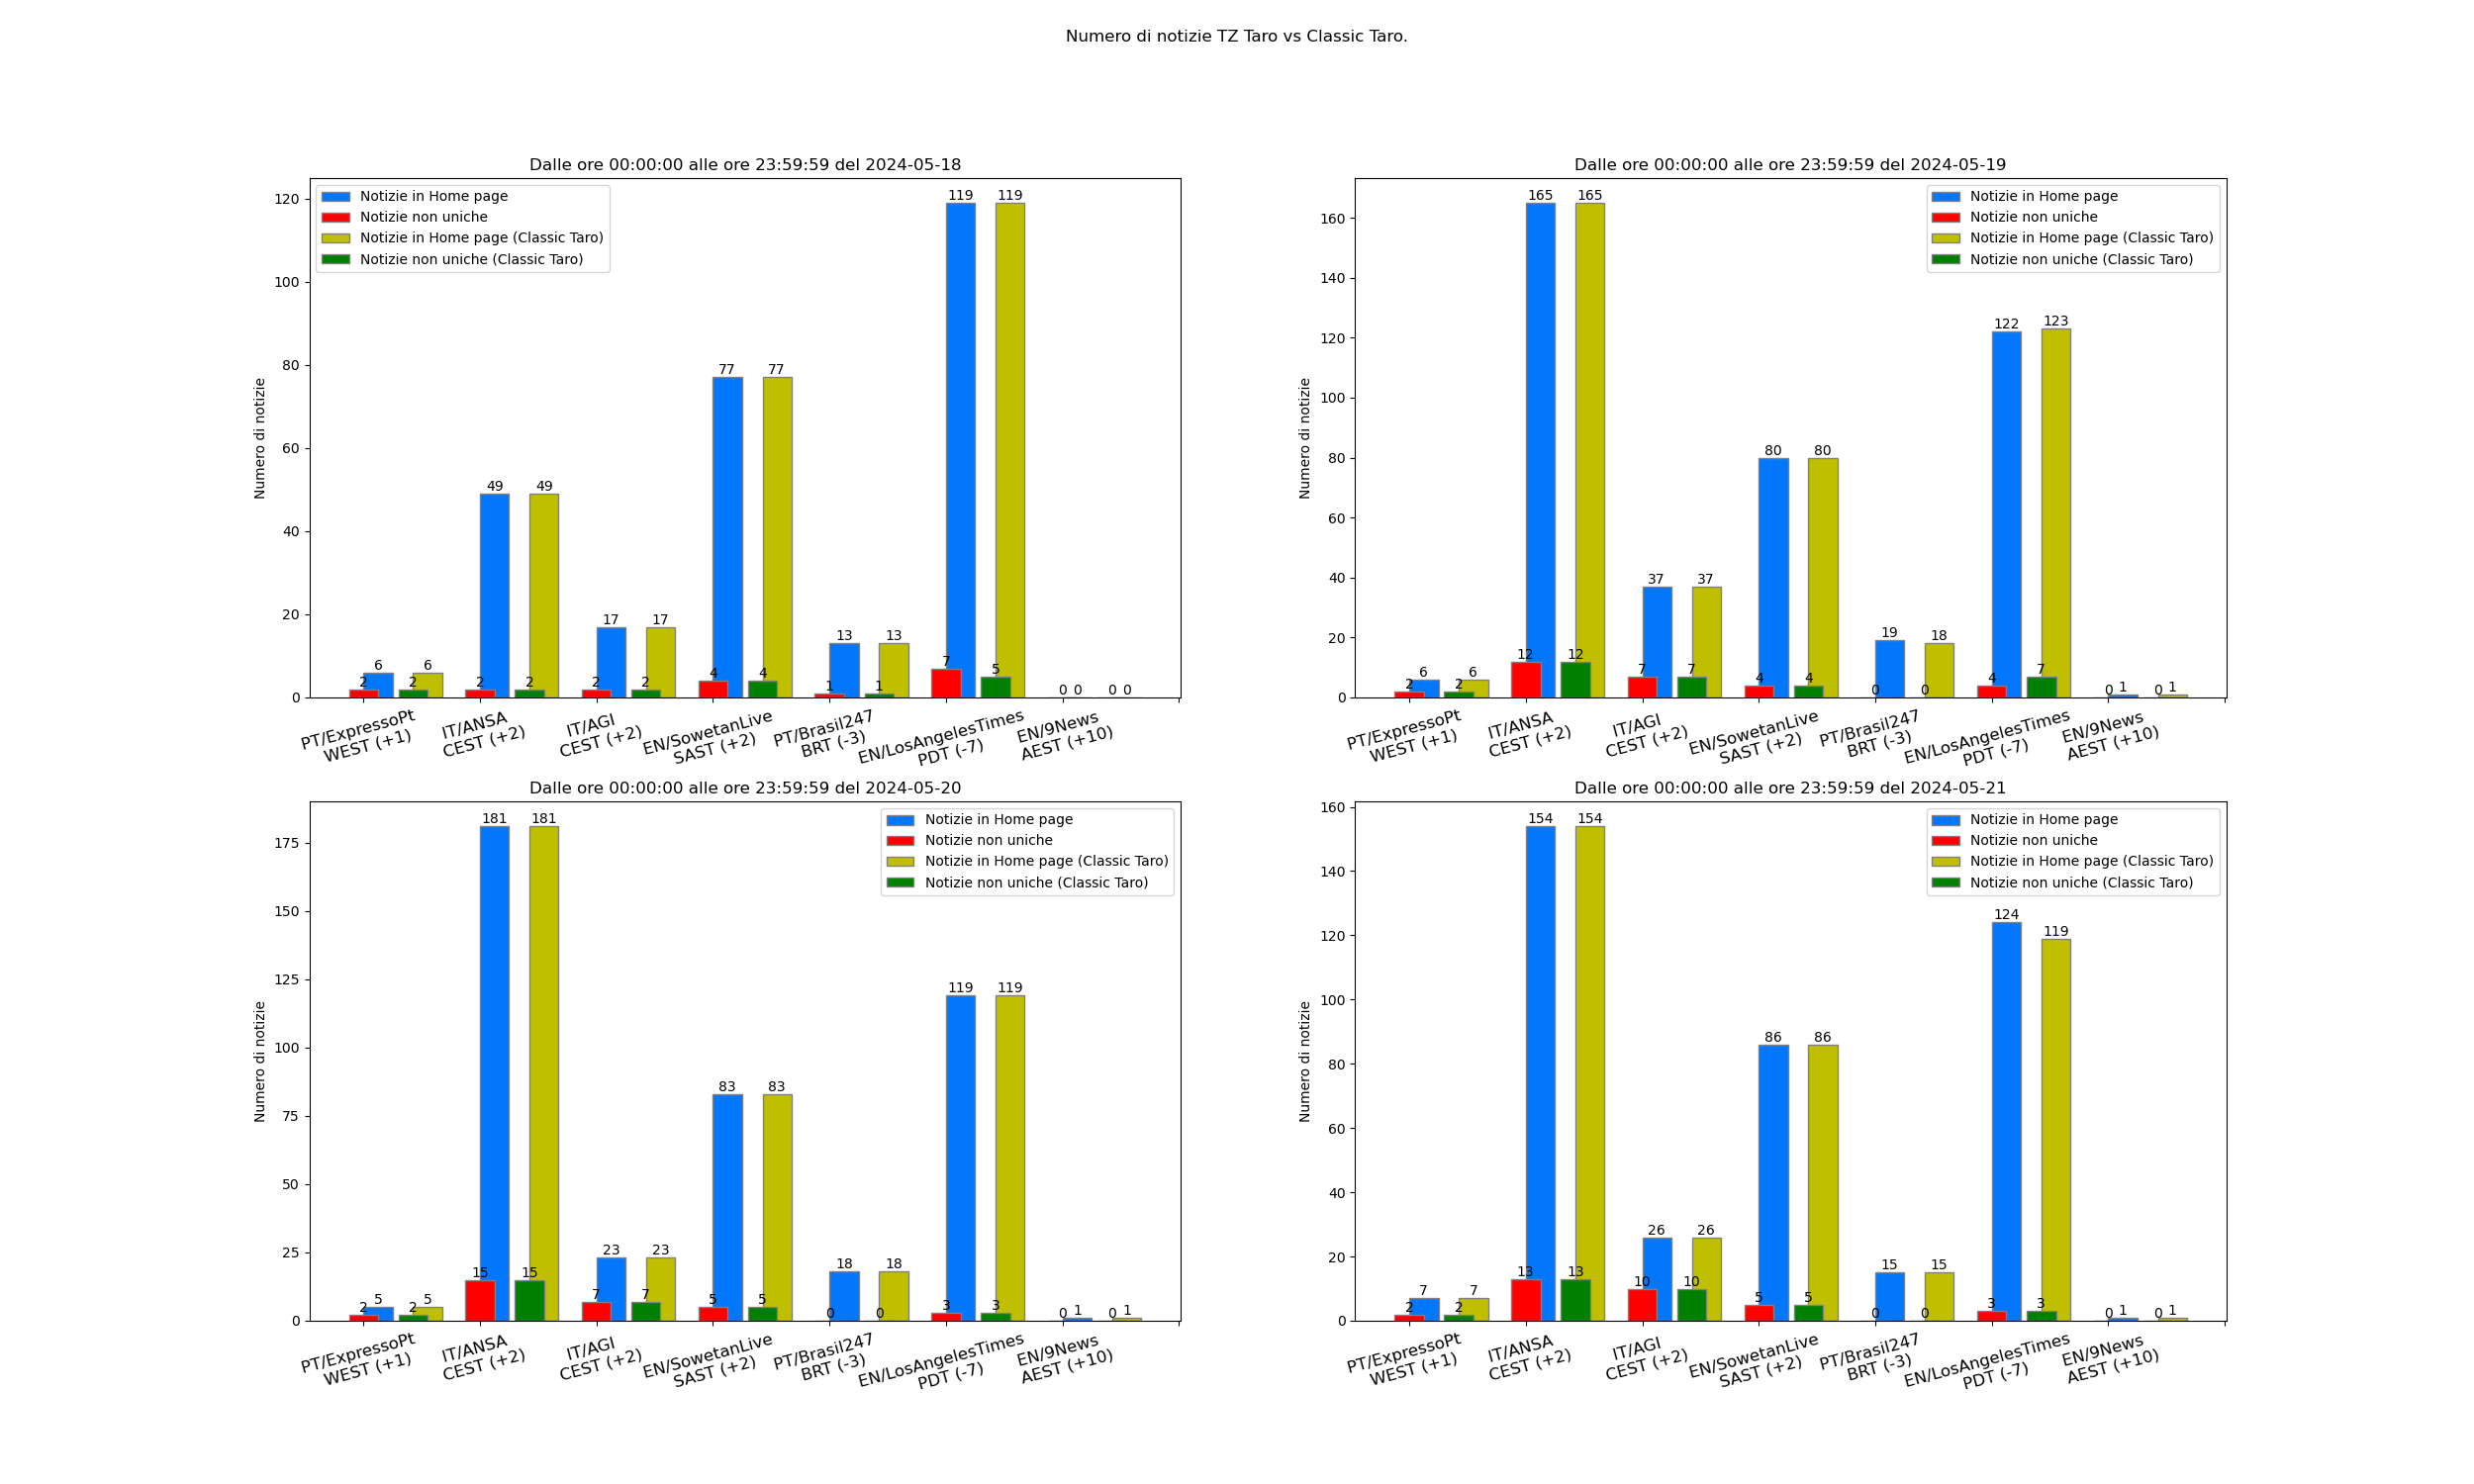 Numero di notizie TZ Taro vs Classic Taro.
Dalle ore 00:00:00 alle ore 23:59:59 del 2024-05-18
Numero di notizie
120
100
80
60
40
20
0
Notizie in Home page
Notizie non uniche
Notizie in Home page (Classic Taro)
Notizie non uniche (Classic Taro)
2 6 2 6
2 49 2 49
2 17 2 17
4 77 4 77
1 13 1 13
7 119 5 119
0 0 0 0
PT/ExpressoPt
WEST (+1)
IT/ANSA
CEST (+2)
IT/AGI
CEST (+2)
EN/SowetanLive
SAST (+2)
PT/Brasil247
BRT (-3)
EN/LosAngelesTimes
PDT (-7)
EN/9News
AEST (+10)
Dalle ore 00:00:00 alle ore 23:59:59 del 2024-05-19
Numero di notizie
160
140
120
100
80
60
40
20
0
Notizie in Home page
Notizie non uniche
Notizie in Home page (Classic Taro)
Notizie non uniche (Classic Taro)
2 6 2 6
12 165 12 165
7 37 7 37
4 80 4 80
0 19 0 18
4 122 7 123
0 1 0 1
PT/ExpressoPt
WEST (+1)
IT/ANSA
CEST (+2)
IT/AGI
CEST (+2)
EN/SowetanLive
SAST (+2)
PT/Brasil247
BRT (-3)
EN/LosAngelesTimes
PDT (-7)
EN/9News
AEST (+10)
Dalle ore 00:00:00 alle ore 23:59:59 del 2024-05-20
Numero di notizie
175
150
125
100
75
50
25
0
Notizie in Home page
Notizie non uniche
Notizie in Home page (Classic Taro)
Notizie non uniche (Classic Taro)
2 5 2 5
15 181 15 181
7 23 7 23
5 83 5 83
0 18 0 18
3 119 3 119
0 1 0 1
PT/ExpressoPt
WEST (+1)
IT/ANSA
CEST (+2)
IT/AGI
CEST (+2)
EN/SowetanLive
SAST (+2)
PT/Brasil247
BRT (-3)
EN/LosAngelesTimes
PDT (-7)
EN/9News
AEST (+10)
Dalle ore 00:00:00 alle ore 23:59:59 del 2024-05-21
Numero di notizie
160
140
120
100
80
60
40
20
0
Notizie in Home page
Notizie non uniche
Notizie in Home page (Classic Taro)
Notizie non uniche (Classic Taro)
2 7 2 7
13 154 13 154
10 26 10 26
5 86 5 86
0 15 0 15
3 124 3 119
0 1 0 1
PT/ExpressoPt
WEST (+1)
IT/ANSA
CEST (+2)
IT/AGI
CEST (+2)
EN/SowetanLive
SAST (+2)
PT/Brasil247
BRT (-3)
EN/LosAngelesTimes
PDT (-7)
EN/9News
AEST (+10)